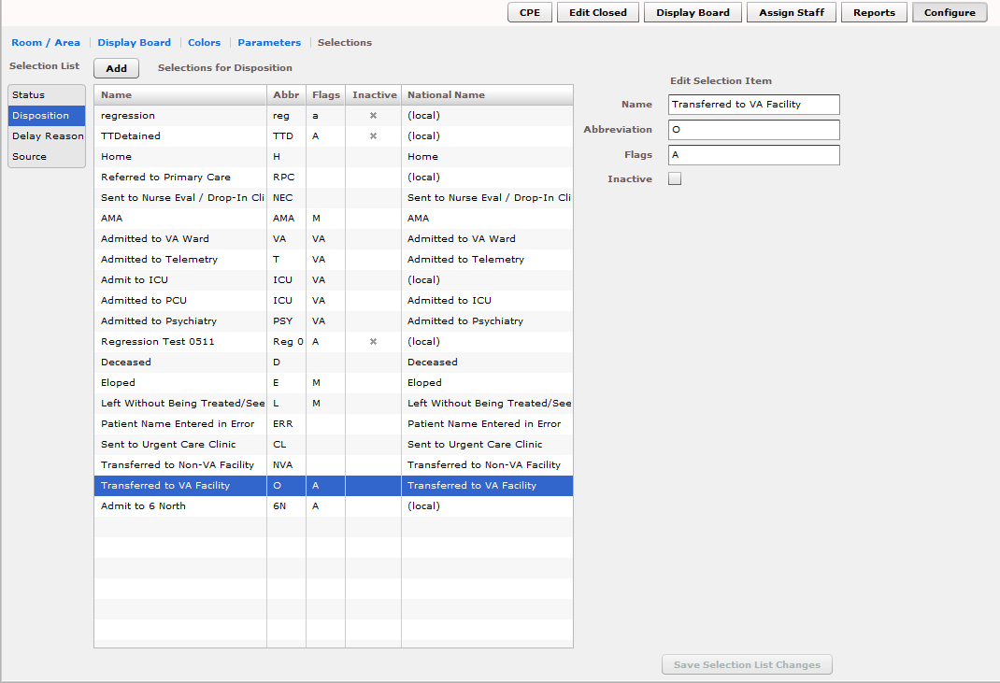 CPE Edit Closed Display Board Assign Staff Reports Configure
Room / Area Display Board Colors Parameters Selections
Selection List Add Selections for Disposition
Status
Disposition
Delay Reason
Source
Name Abbr Flags Inactive National Name
regression reg a × (local)
TTDetained TTD A × (local)
Home H Home
Referred to Primary Care RPC (local)
Sent to Nurse Eval / Drop-In Cli NEC Sent to Nurse Eval / Drop-In Cli
AMA AMA M AMA
Admitted to VA Ward VA VA Admitted to VA Ward
Admitted to Telemetry T VA Admitted to Telemetry
Admit to ICU ICU VA (local)
Admitted to PCU ICU VA Admitted to ICU
Admitted to Psychiatry PSY VA Admitted to Psychiatry
Regression Test 0511 Reg 0 A × (local)
Deceased D Deceased
Eloped E M Eloped
Left Without Being Treated/See L M Left Without Being Treated/See
Patient Name Entered in Error ERR Patient Name Entered in Error
Sent to Urgent Care Clinic CL Sent to Urgent Care Clinic
Transferred to Non-VA Facility NVA Transferred to Non-VA Facility
Transferred to VA Facility O A Transferred to VA Facility
Admit to 6 North 6N A (local)
Edit Selection Item
Name Transferred to VA Facility
Abbreviation O
Flags A
Inactive
Save Selection List Changes